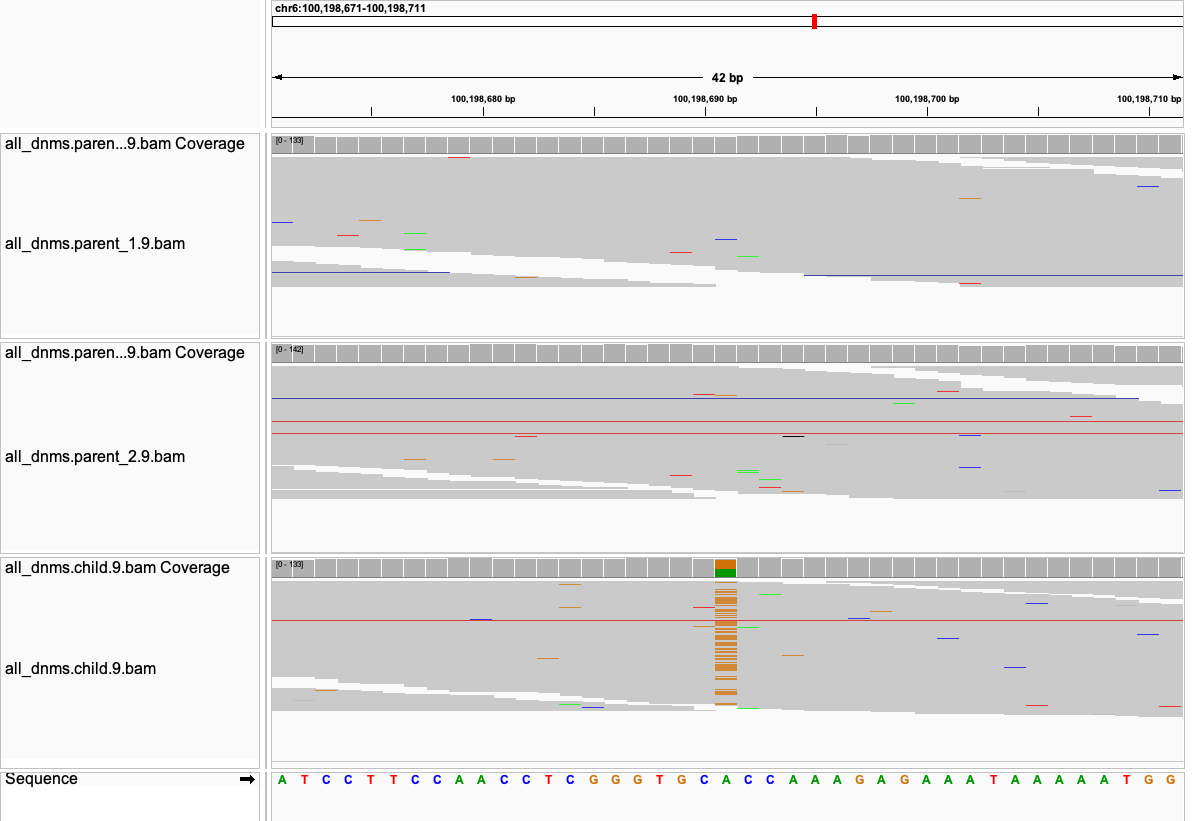 chr6:100,198,671-100,198,711
42 bp
100,198,680 bp 100,198,690 bp 100,198,700 bp 100,198,710 bp
all_dnms.paren...9.bam Coverage
[0 - 133]
all_dnms.parent_1.9.bam
all_dnms.paren...9.bam Coverage
[0 - 142]
all_dnms.parent_2.9.bam
all_dnms.child.9.bam Coverage
[0 - 133]
all_dnms.child.9.bam
Sequence A T C C T T C C A A C C T C G G G T G C A C C A A A G A G A A A T A A A A A T G G